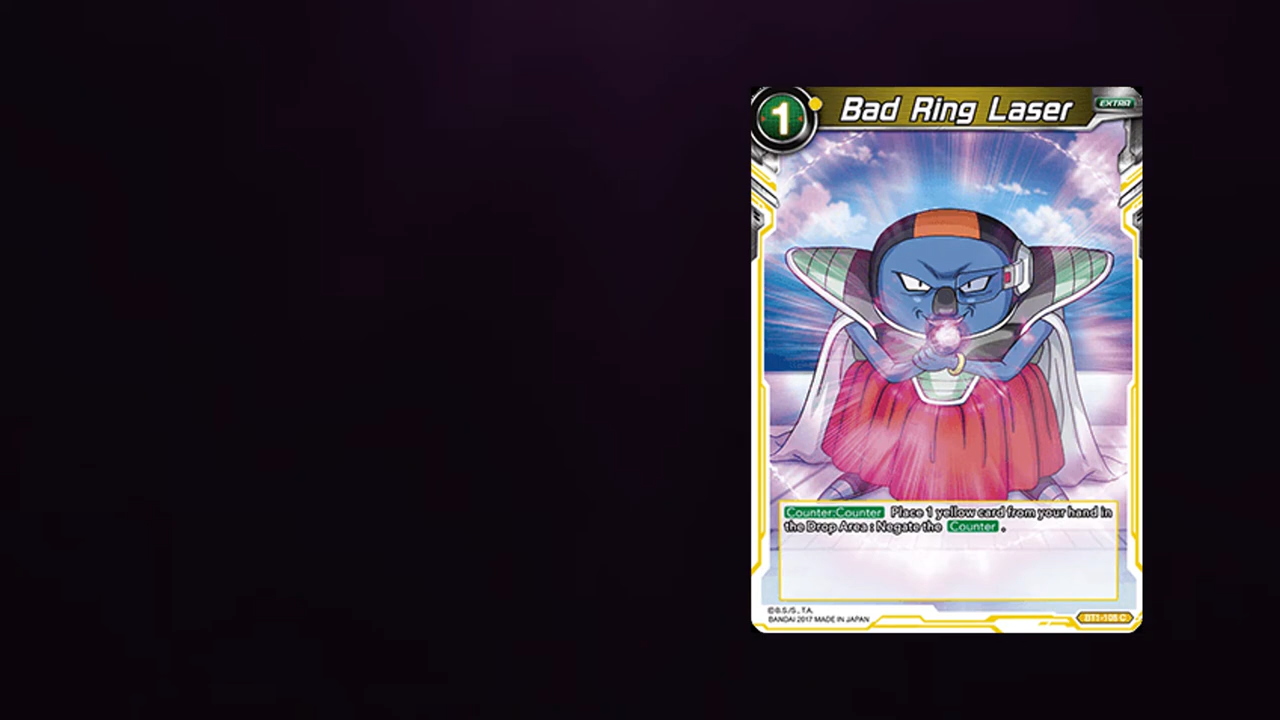 1
Bad Ring Laser
EXTRA
Counter:Counter Place 1 yellow card from your hand in
the Drop Area : Negate the Counter .
©B.S./S., T.A.
BANDAI 2017 MADE IN JAPAN
BT1-108 C